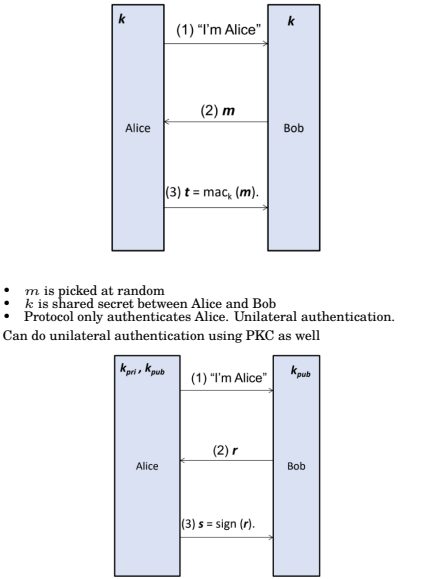 k
k
(1) "I'm Alice"
(2) m
Alice
Bob
(3) t = mac_k (m).
• m is picked at random
• k is shared secret between Alice and Bob
• Protocol only authenticates Alice. Unilateral authentication.
Can do unilateral authentication using PKC as well
k_pri , k_pub
k_pub
(1) "I'm Alice"
(2) r
Alice
Bob
(3) s = sign (r).